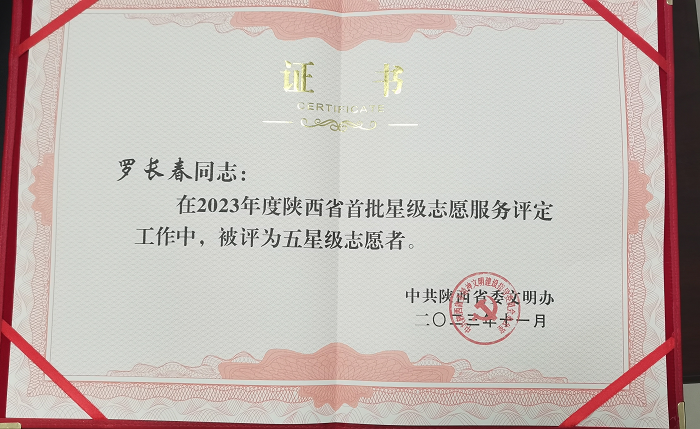 证 书
CERTIFICATE
罗长春同志：
在2023年度陕西省首批星级志愿服务评定
工作中，被评为五星级志愿者。
中共陕西省委文明办
二〇二三年十一月